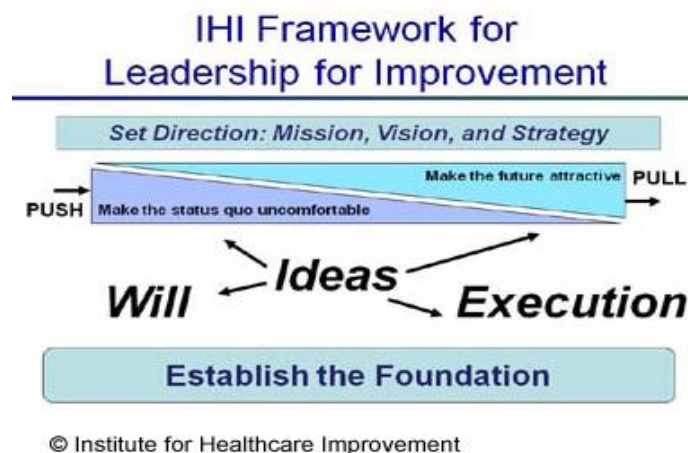 IHI Framework for
Leadership for Improvement
Set Direction: Mission, Vision, and Strategy
Make the future attractive
PULL
PUSH
Make the status quo uncomfortable
Ideas
Will
Execution
Establish the Foundation
© Institute for Healthcare Improvement